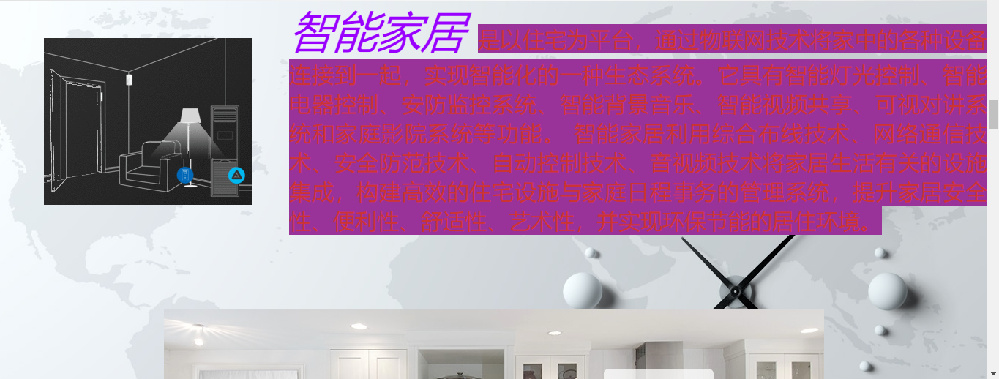 智能家居 是以住宅为平台，通过物联网技术将家中的各种设备
连接到一起，实现智能化的一种生态系统。它具有智能灯光控制、智能
电器控制、安防监控系统、智能背景音乐、智能视频共享、可视对讲系
统和家庭影院系统等功能。 智能家居利用综合布线技术、网络通信技
术、安全防范技术、自动控制技术、音视频技术将家居生活有关的设施
集成，构建高效的住宅设施与家庭日程事务的管理系统，提升家居安全
性、便利性、舒适性、艺术性，并实现环保节能的居住环境。